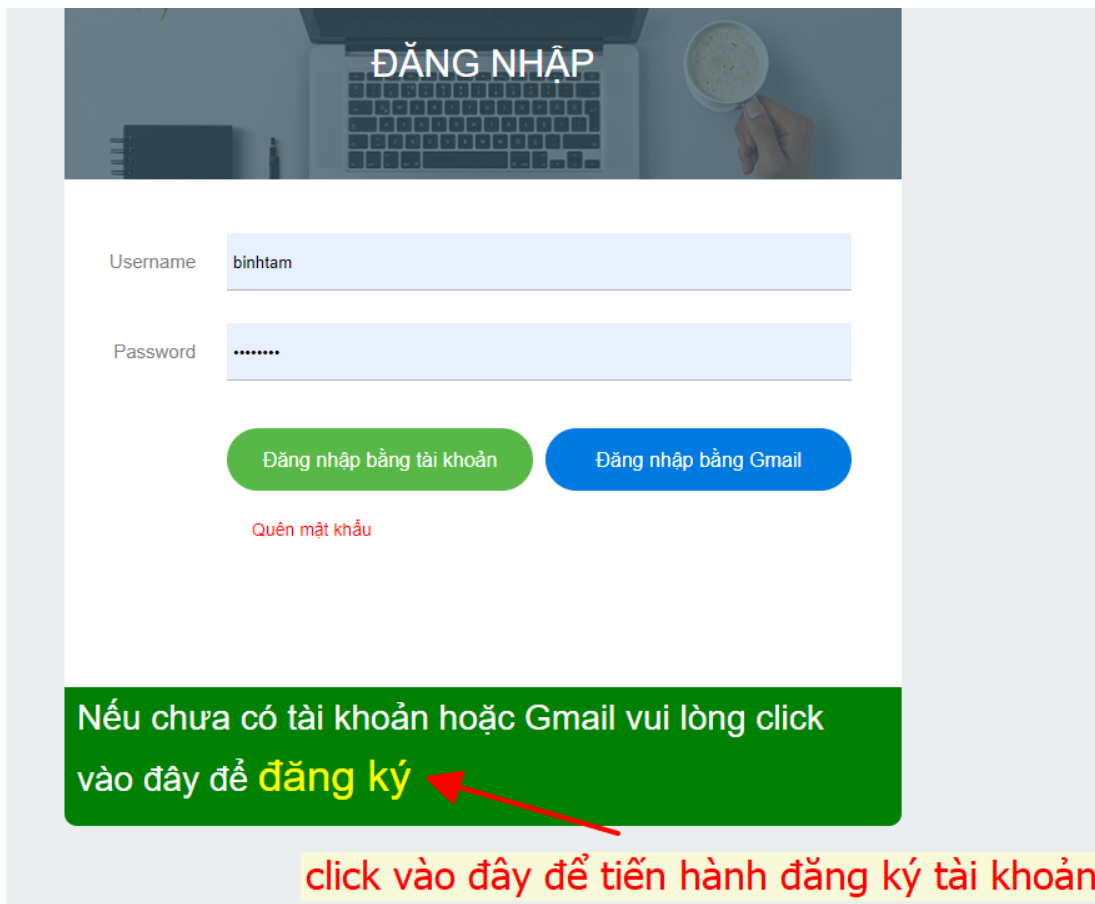 ĐĂNG NHẬP
Username
binhtam
Password
••••••••
Đăng nhập bằng tài khoản
Đăng nhập bằng Gmail
Quên mật khẩu
Nếu chưa có tài khoản hoặc Gmail vui lòng click
vào đây để đăng ký
click vào đây để tiến hành đăng ký tài khoản